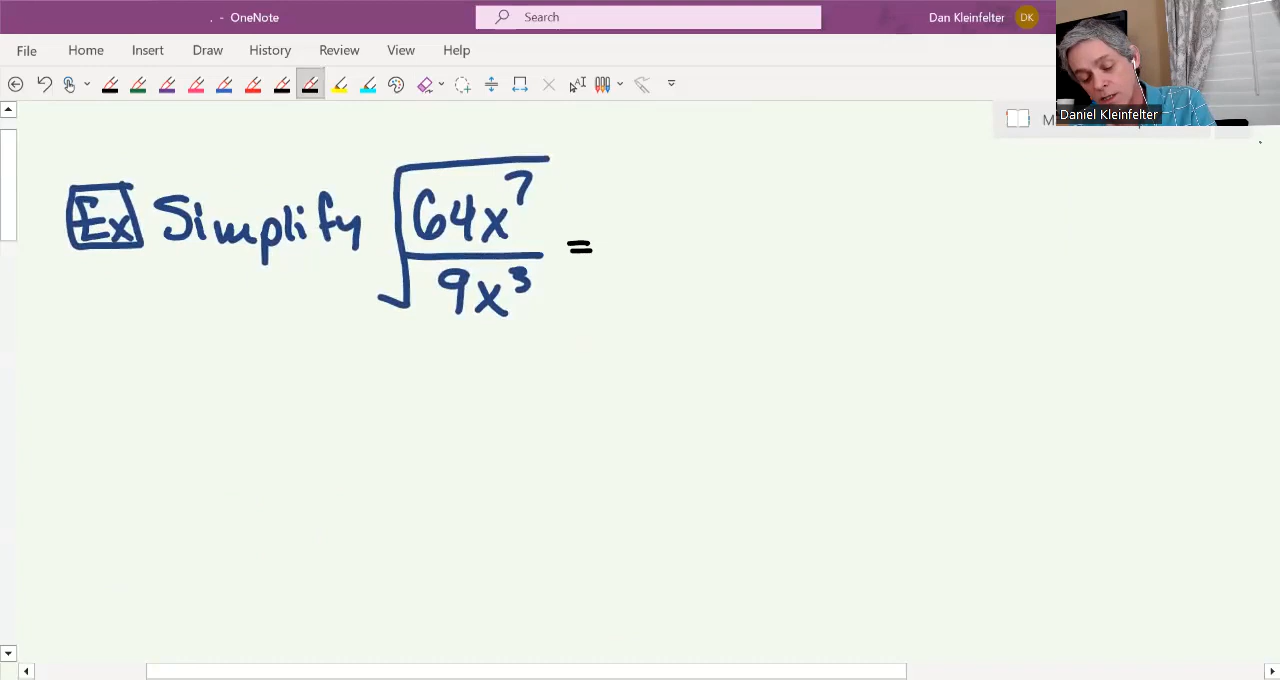 . - OneNote
Search
Dan Kleinfelter DK
File Home Insert Draw History Review View Help
Daniel Kleinfelter
Ex Simplify √(64x⁷/9x³) =